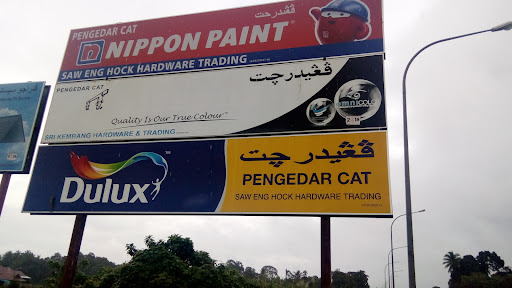 PENGEDAR CAT
ڤڠيدر چت
NIPPON PAINT
SAW ENG HOCK HARDWARE TRADING
PENGEDAR CAT
ڤڠيدر چت
"Quality Is Our True Colour"
OMNICOLOR
SRI KEMBANG HARDWARE & TRADING
Dulux
ڤڠيدر چت
PENGEDAR CAT
SAW ENG HOCK HARDWARE TRADING